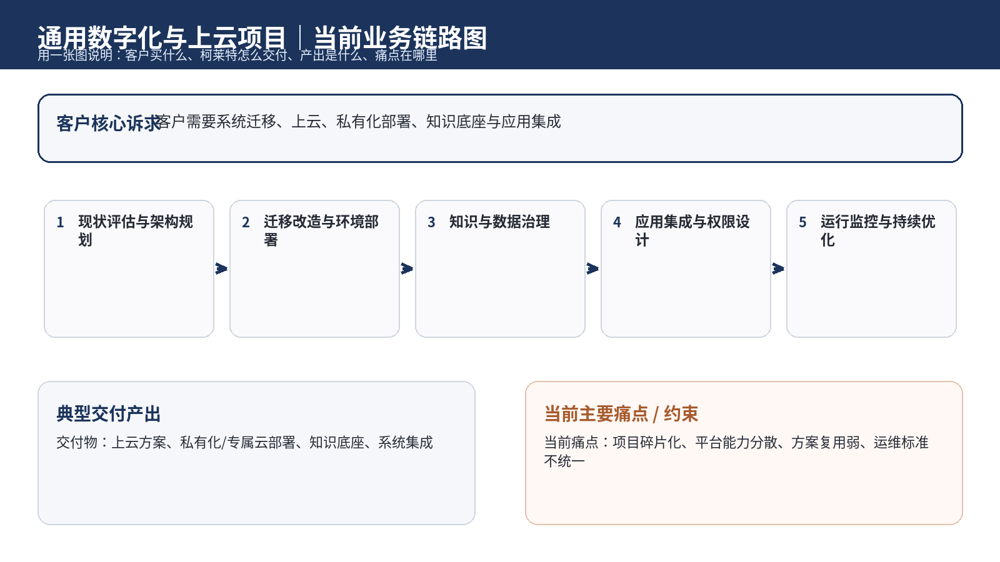 通用数字化与上云项目｜当前业务链路图
用一张图说明：客户买什么、柯莱特怎么交付、产出是什么、痛点在哪里
客户核心诉求
客户需要系统迁移、上云、私有化部署、知识底座与应用集成
1 现状评估与架构规
划
2 迁移改造与环境部
署
3 知识与数据治理
4 应用集成与权限设
计
5 运行监控与持续优
化
典型交付产出
交付物：上云方案、私有化/专属云部署、知识底座、系统集成
当前主要痛点 / 约束
当前痛点：项目碎片化、平台能力分散、方案复用弱、运维标准
不统一